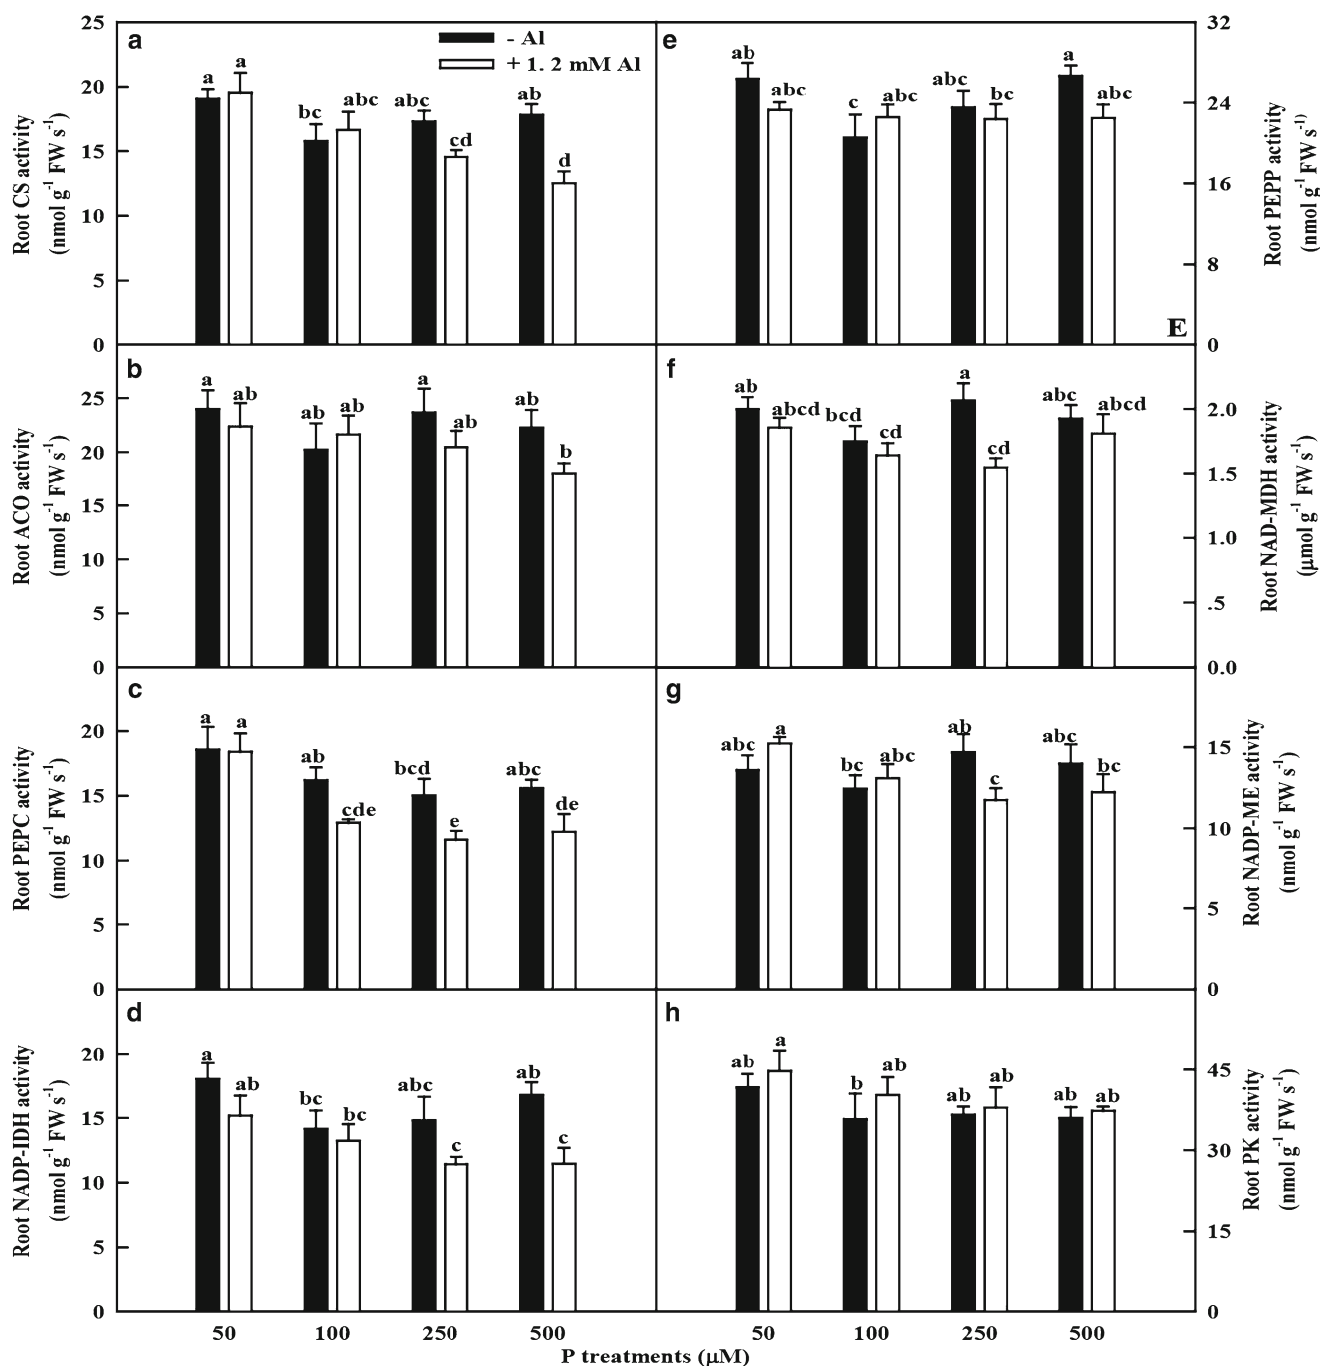 a
- Al
+ 1. 2 mM Al
25
20
15
10
5
0
Root CS activity
(nmol g⁻¹ FW s⁻¹)
a a bc abc abc cd ab d
e
32
24
16
8
0
Root PEPP activity
(nmol g⁻¹ FW s⁻¹)
ab abc c abc abc bc a abc
E
b
25
20
15
10
5
0
Root ACO activity
(nmol g⁻¹ FW s⁻¹)
a ab ab ab a ab ab b
f
2.0
1.5
1.0
.5
0.0
Root NAD-MDH activity
(µmol g⁻¹ FW s⁻¹)
ab abcd bcd cd a cd abc abcd
c
20
15
10
5
0
Root PEPC activity
(nmol g⁻¹ FW s⁻¹)
a a ab cde bcd e abc de
g
15
10
5
0
Root NADP-ME activity
(nmol g⁻¹ FW s⁻¹)
abc a bc abc ab c abc bc
d
20
15
10
5
0
Root NADP-IDH activity
(nmol g⁻¹ FW s⁻¹)
a ab bc bc abc c ab c
h
45
30
15
0
Root PK activity
(nmol g⁻¹ FW s⁻¹)
ab a b ab ab ab ab ab
50 100 250 500 50 100 250 500
P treatments (µM)